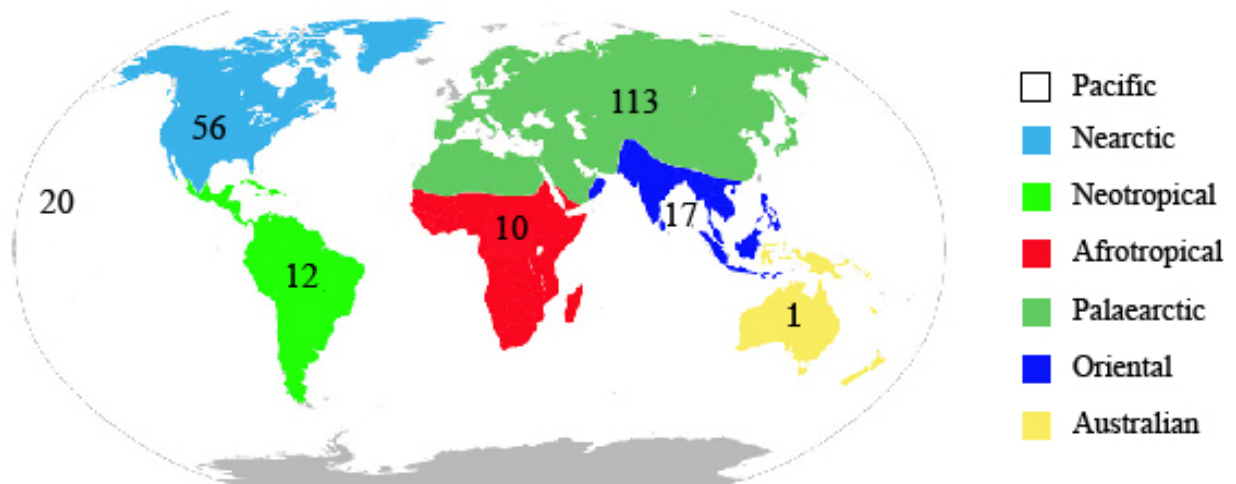 113
56
20
10
17
12
1
Pacific
Nearctic
Neotropical
Afrotropical
Palaearctic
Oriental
Australian